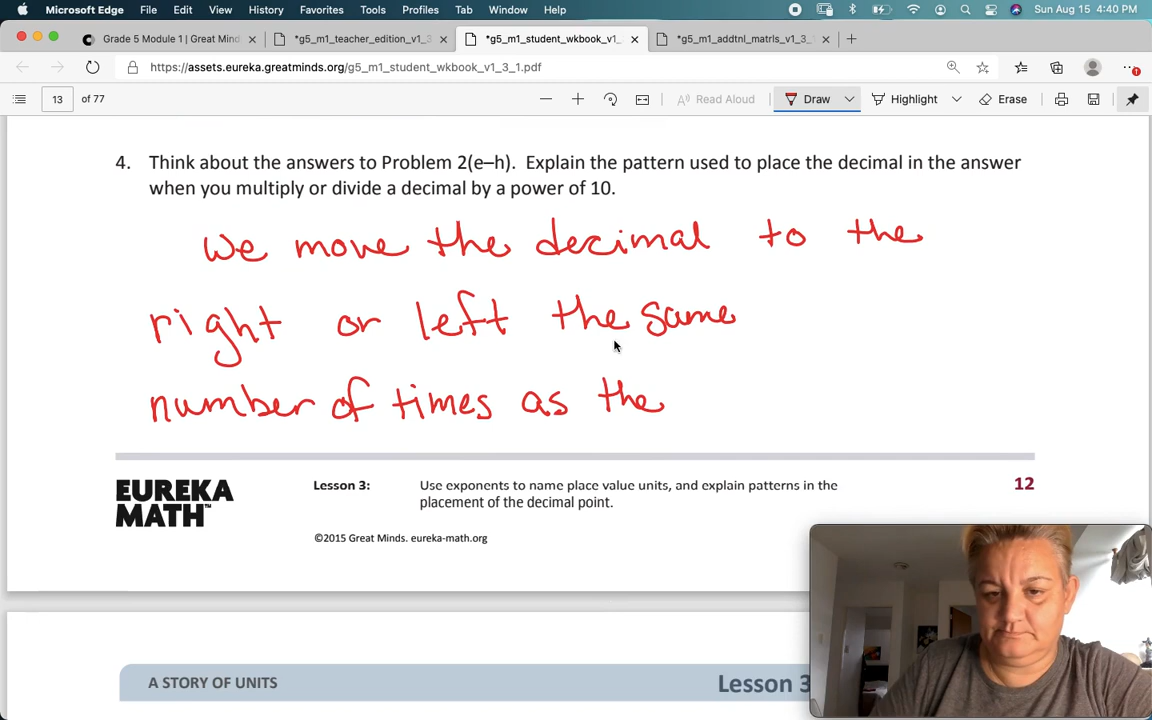 Microsoft Edge File Edit View History Favorites Tools Profiles Tab Window Help Sun Aug 15 4:40 PM
Grade 5 Module 1 | Great Mind *g5_m1_teacher_edition_v1_3 *g5_m1_student_wkbook_v1_ *g5_m1_addtnl_matrls_v1_3_
https://assets.eureka.greatminds.org/g5_m1_student_wkbook_v1_3_1.pdf
13 of 77 Read Aloud Draw Highlight Erase
4. Think about the answers to Problem 2(e–h). Explain the pattern used to place the decimal in the answer
when you multiply or divide a decimal by a power of 10.
We move the decimal to the
right or left the same
number of times as the
EUREKA
MATH™
Lesson 3: Use exponents to name place value units, and explain patterns in the
placement of the decimal point.
12
©2015 Great Minds. eureka-math.org
A STORY OF UNITS Lesson 3